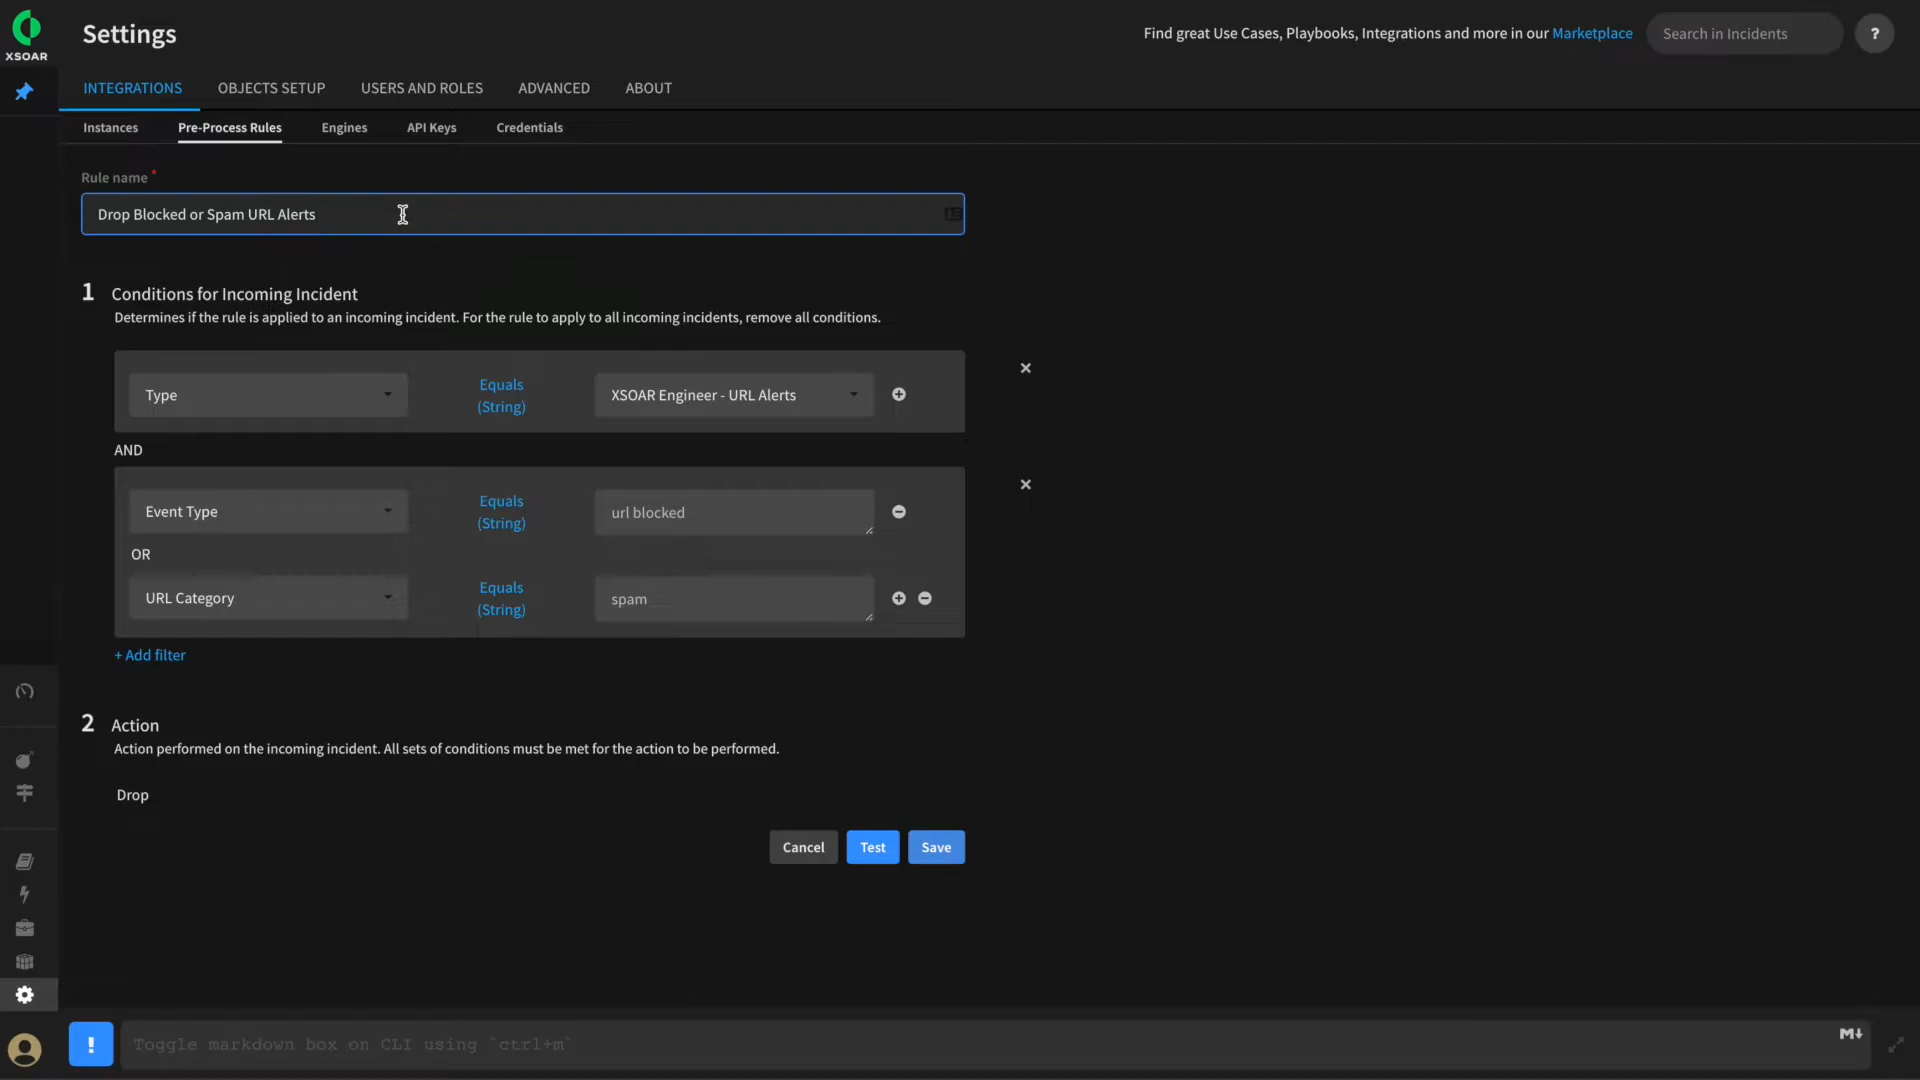 XSOAR
Settings
Find great Use Cases, Playbooks, Integrations and more in our Marketplace
Search in Incidents
?
INTEGRATIONS
OBJECTS SETUP
USERS AND ROLES
ADVANCED
ABOUT
Instances
Pre-Process Rules
Engines
API Keys
Credentials
Rule name *
Drop Blocked or Spam URL Alerts
1 Conditions for Incoming Incident
Determines if the rule is applied to an incoming incident. For the rule to apply to all incoming incidents, remove all conditions.
Type
Equals
(String)
XSOAR Engineer - URL Alerts
AND
Event Type
Equals
(String)
url blocked
OR
URL Category
Equals
(String)
spam
+ Add filter
2 Action
Action performed on the incoming incident. All sets of conditions must be met for the action to be performed.
Drop
Cancel
Test
Save
!
Toggle markdown box on CLI using `ctrl+m`
M↓